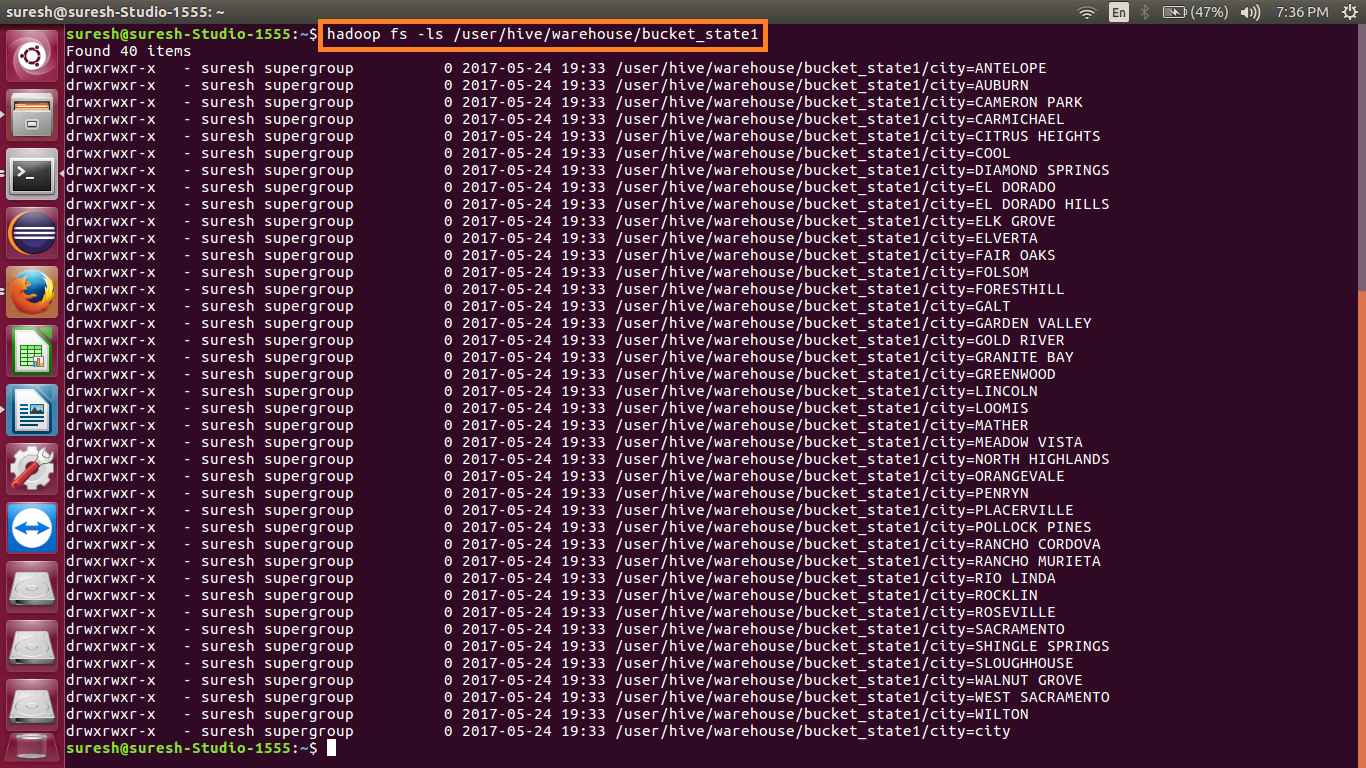 suresh@suresh-Studio-1555: ~ En (47%) 7:36 PM
suresh@suresh-Studio-1555:~$ hadoop fs -ls /user/hive/warehouse/bucket_state1
Found 40 items
drwxrwxr-x   - suresh supergroup          0 2017-05-24 19:33 /user/hive/warehouse/bucket_state1/city=ANTELOPE
drwxrwxr-x   - suresh supergroup          0 2017-05-24 19:33 /user/hive/warehouse/bucket_state1/city=AUBURN
drwxrwxr-x   - suresh supergroup          0 2017-05-24 19:33 /user/hive/warehouse/bucket_state1/city=CAMERON PARK
drwxrwxr-x   - suresh supergroup          0 2017-05-24 19:33 /user/hive/warehouse/bucket_state1/city=CARMICHAEL
drwxrwxr-x   - suresh supergroup          0 2017-05-24 19:33 /user/hive/warehouse/bucket_state1/city=CITRUS HEIGHTS
drwxrwxr-x   - suresh supergroup          0 2017-05-24 19:33 /user/hive/warehouse/bucket_state1/city=COOL
drwxrwxr-x   - suresh supergroup          0 2017-05-24 19:33 /user/hive/warehouse/bucket_state1/city=DIAMOND SPRINGS
drwxrwxr-x   - suresh supergroup          0 2017-05-24 19:33 /user/hive/warehouse/bucket_state1/city=EL DORADO
drwxrwxr-x   - suresh supergroup          0 2017-05-24 19:33 /user/hive/warehouse/bucket_state1/city=EL DORADO HILLS
drwxrwxr-x   - suresh supergroup          0 2017-05-24 19:33 /user/hive/warehouse/bucket_state1/city=ELK GROVE
drwxrwxr-x   - suresh supergroup          0 2017-05-24 19:33 /user/hive/warehouse/bucket_state1/city=ELVERTA
drwxrwxr-x   - suresh supergroup          0 2017-05-24 19:33 /user/hive/warehouse/bucket_state1/city=FAIR OAKS
drwxrwxr-x   - suresh supergroup          0 2017-05-24 19:33 /user/hive/warehouse/bucket_state1/city=FOLSOM
drwxrwxr-x   - suresh supergroup          0 2017-05-24 19:33 /user/hive/warehouse/bucket_state1/city=FORESTHILL
drwxrwxr-x   - suresh supergroup          0 2017-05-24 19:33 /user/hive/warehouse/bucket_state1/city=GALT
drwxrwxr-x   - suresh supergroup          0 2017-05-24 19:33 /user/hive/warehouse/bucket_state1/city=GARDEN VALLEY
drwxrwxr-x   - suresh supergroup          0 2017-05-24 19:33 /user/hive/warehouse/bucket_state1/city=GOLD RIVER
drwxrwxr-x   - suresh supergroup          0 2017-05-24 19:33 /user/hive/warehouse/bucket_state1/city=GRANITE BAY
drwxrwxr-x   - suresh supergroup          0 2017-05-24 19:33 /user/hive/warehouse/bucket_state1/city=GREENWOOD
drwxrwxr-x   - suresh supergroup          0 2017-05-24 19:33 /user/hive/warehouse/bucket_state1/city=LINCOLN
drwxrwxr-x   - suresh supergroup          0 2017-05-24 19:33 /user/hive/warehouse/bucket_state1/city=LOOMIS
drwxrwxr-x   - suresh supergroup          0 2017-05-24 19:33 /user/hive/warehouse/bucket_state1/city=MATHER
drwxrwxr-x   - suresh supergroup          0 2017-05-24 19:33 /user/hive/warehouse/bucket_state1/city=MEADOW VISTA
drwxrwxr-x   - suresh supergroup          0 2017-05-24 19:33 /user/hive/warehouse/bucket_state1/city=NORTH HIGHLANDS
drwxrwxr-x   - suresh supergroup          0 2017-05-24 19:33 /user/hive/warehouse/bucket_state1/city=ORANGEVALE
drwxrwxr-x   - suresh supergroup          0 2017-05-24 19:33 /user/hive/warehouse/bucket_state1/city=PENRYN
drwxrwxr-x   - suresh supergroup          0 2017-05-24 19:33 /user/hive/warehouse/bucket_state1/city=PLACERVILLE
drwxrwxr-x   - suresh supergroup          0 2017-05-24 19:33 /user/hive/warehouse/bucket_state1/city=POLLOCK PINES
drwxrwxr-x   - suresh supergroup          0 2017-05-24 19:33 /user/hive/warehouse/bucket_state1/city=RANCHO CORDOVA
drwxrwxr-x   - suresh supergroup          0 2017-05-24 19:33 /user/hive/warehouse/bucket_state1/city=RANCHO MURIETA
drwxrwxr-x   - suresh supergroup          0 2017-05-24 19:33 /user/hive/warehouse/bucket_state1/city=RIO LINDA
drwxrwxr-x   - suresh supergroup          0 2017-05-24 19:33 /user/hive/warehouse/bucket_state1/city=ROCKLIN
drwxrwxr-x   - suresh supergroup          0 2017-05-24 19:33 /user/hive/warehouse/bucket_state1/city=ROSEVILLE
drwxrwxr-x   - suresh supergroup          0 2017-05-24 19:33 /user/hive/warehouse/bucket_state1/city=SACRAMENTO
drwxrwxr-x   - suresh supergroup          0 2017-05-24 19:33 /user/hive/warehouse/bucket_state1/city=SHINGLE SPRINGS
drwxrwxr-x   - suresh supergroup          0 2017-05-24 19:33 /user/hive/warehouse/bucket_state1/city=SLOUGHHOUSE
drwxrwxr-x   - suresh supergroup          0 2017-05-24 19:33 /user/hive/warehouse/bucket_state1/city=WALNUT GROVE
drwxrwxr-x   - suresh supergroup          0 2017-05-24 19:33 /user/hive/warehouse/bucket_state1/city=WEST SACRAMENTO
drwxrwxr-x   - suresh supergroup          0 2017-05-24 19:33 /user/hive/warehouse/bucket_state1/city=WILTON
drwxrwxr-x   - suresh supergroup          0 2017-05-24 19:33 /user/hive/warehouse/bucket_state1/city=city
suresh@suresh-Studio-1555:~$